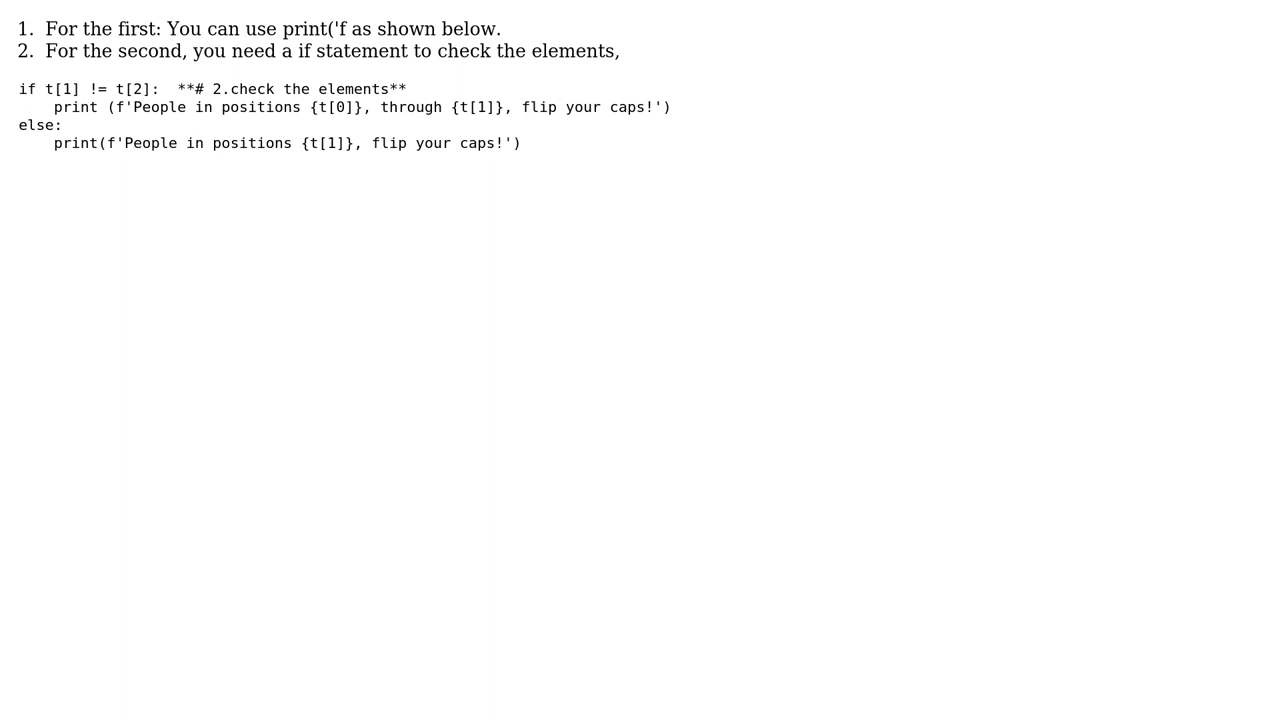 1. For the first: You can use print('f as shown below.
2. For the second, you need a if statement to check the elements,
if t[1] != t[2]:  **# 2.check the elements**
    print (f'People in positions {t[0]}, through {t[1]}, flip your caps!')
else:
    print(f'People in positions {t[1]}, flip your caps!')